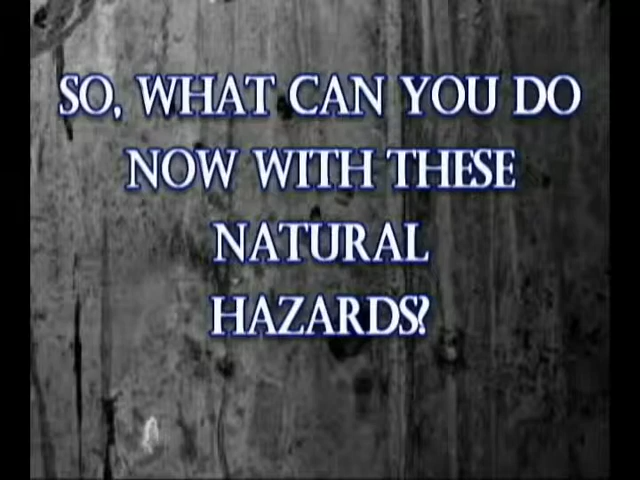 SO, WHAT CAN YOU DO
NOW WITH THESE
NATURAL
HAZARDS?